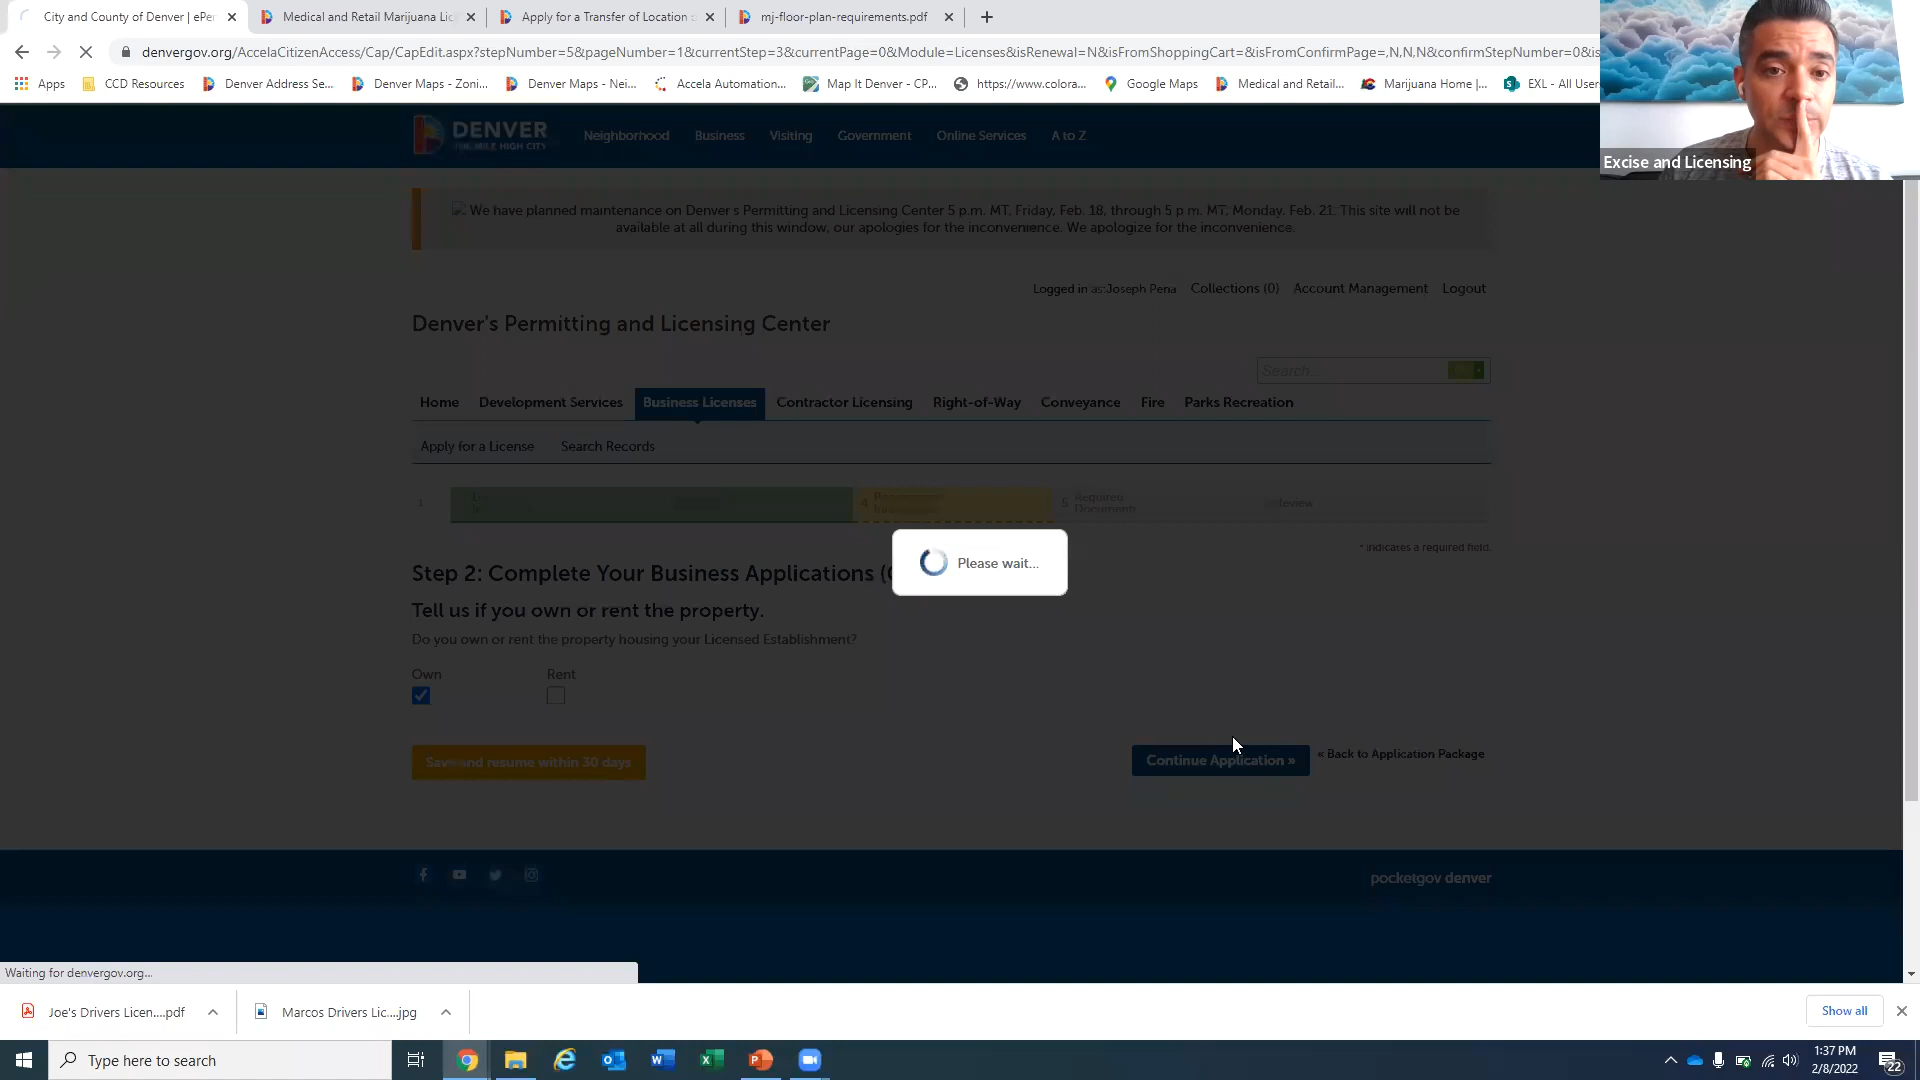 City and County of Denver | ePer
Medical and Retail Marijuana Lic
Apply for a Transfer of Location
mj-floor-plan-requirements.pdf
denvergov.org/AccelaCitizenAccess/Cap/CapEdit.aspx?stepNumber=5&pageNumber=1&currentStep=3&currentPage=0&Module=Licenses&isRenewal=N&isFromShoppingCart=&isFromConfirmPage=,N,N,N&confirmStepNumber=0&is
Apps
CCD Resources
Denver Address Se...
Denver Maps - Zoni...
Denver Maps - Nei...
Accela Automation...
Map It Denver - CP...
https://www.colora...
Google Maps
Medical and Retail...
Marijuana Home |...
EXL - All User
Excise and Licensing
DENVER
THE MILE HIGH CITY
Neighborhood
Business
Visiting
Government
Online Services
A to Z
We have planned maintenance on Denver s Permitting and Licensing Center 5 p.m. MT, Friday, Feb. 18, through 5 p m. MT, Monday. Feb. 21. This site will not be
available at all during this window, our apologies for the inconvenience. We apologize for the inconvenience.
Logged in as:Joseph Pena
Collections (0)
Account Management
Logout
Denver's Permitting and Licensing Center
Search...
Home
Development Services
Business Licenses
Contractor Licensing
Right-of-Way
Conveyance
Fire
Parks Recreation
Apply for a License
Search Records
1
4
5 Required
Documents
Review
* indicates a required field.
Step 2: Complete Your Business Applications (
Please wait...
Tell us if you own or rent the property.
Do you own or rent the property housing your Licensed Establishment?
Own
Rent
Save and resume within 30 days
Continue Application »
« Back to Application Package
pocketgov denver
Waiting for denvergov.org...
Joe's Drivers Licen....pdf
Marcos Drivers Lic....jpg
Show all
Type here to search
1:37 PM
2/8/2022
22